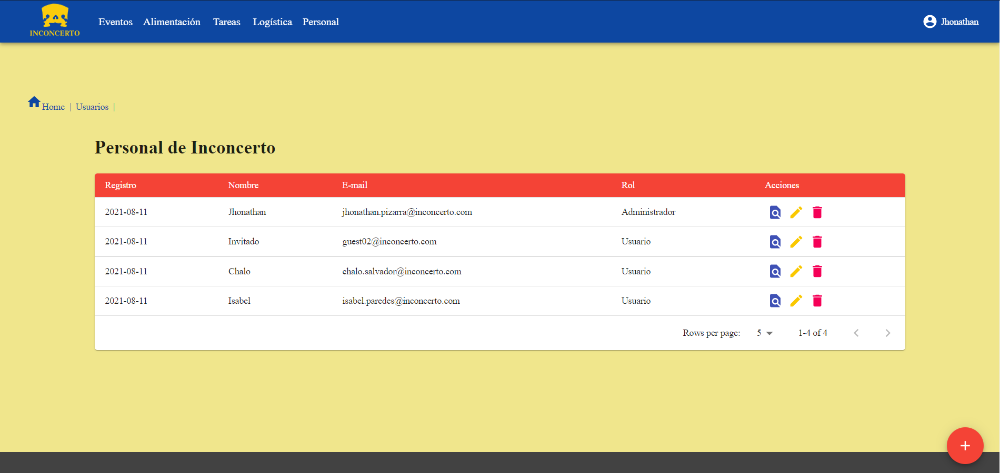 INCONCERTO
Eventos Alimentación Tareas Logística Personal
Jhonathan
Home | Usuarios |
Personal de Inconcerto
Registro Nombre E-mail Rol Acciones
2021-08-11 Jhonathan jhonathan.pizarra@inconcerto.com Administrador
2021-08-11 Invitado guest02@inconcerto.com Usuario
2021-08-11 Chalo chalo.salvador@inconcerto.com Usuario
2021-08-11 Isabel isabel.paredes@inconcerto.com Usuario
Rows per page: 5 1-4 of 4